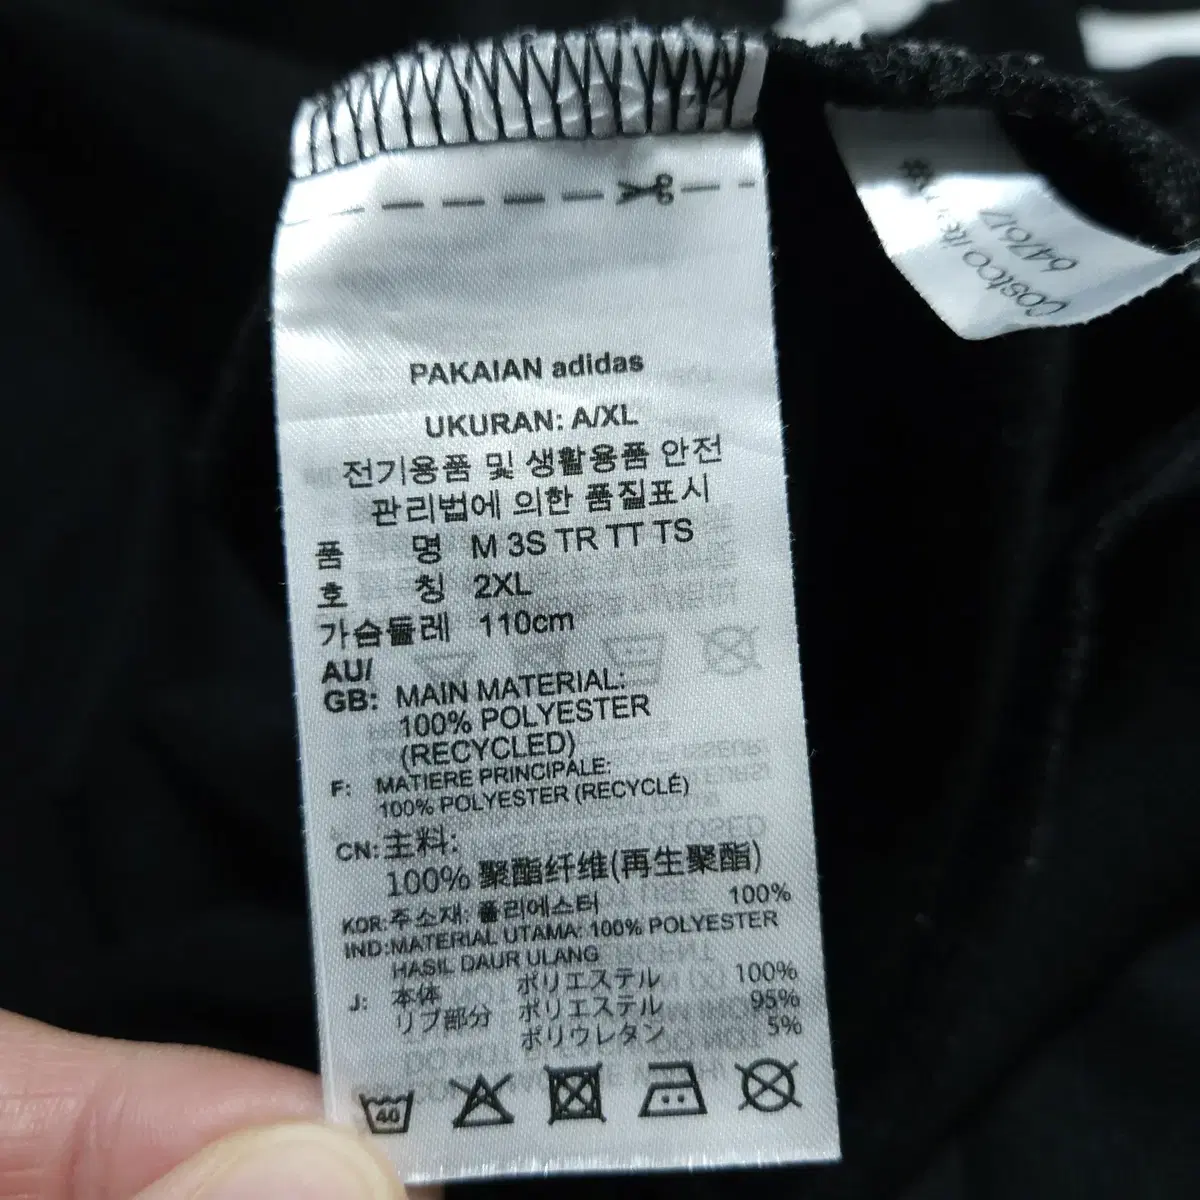 PAKAIAN adidas
UKURAN: A/XL
전기용품 및 생활용품 안전
관리법에 의한 품질표시
품 명 M 3S TR TT TS
호 칭 2XL
가슴둘레 110cm
AU/
GB: MAIN MATERIAL:
100% POLYESTER
(RECYCLED)
F: MATIERE PRINCIPALE:
100% POLYESTER (RECYCLÉ)
CN: 主料:
100% 聚酯纤维(再生聚酯)
KOR: 주소재: 폴리에스터 100%
IND: MATERIAL UTAMA: 100% POLYESTER
HASIL DAUR ULANG
J: 本体 ポリエステル 100%
リブ部分 ポリエステル 95%
ポリウレタン 5%
40
Costco
647617